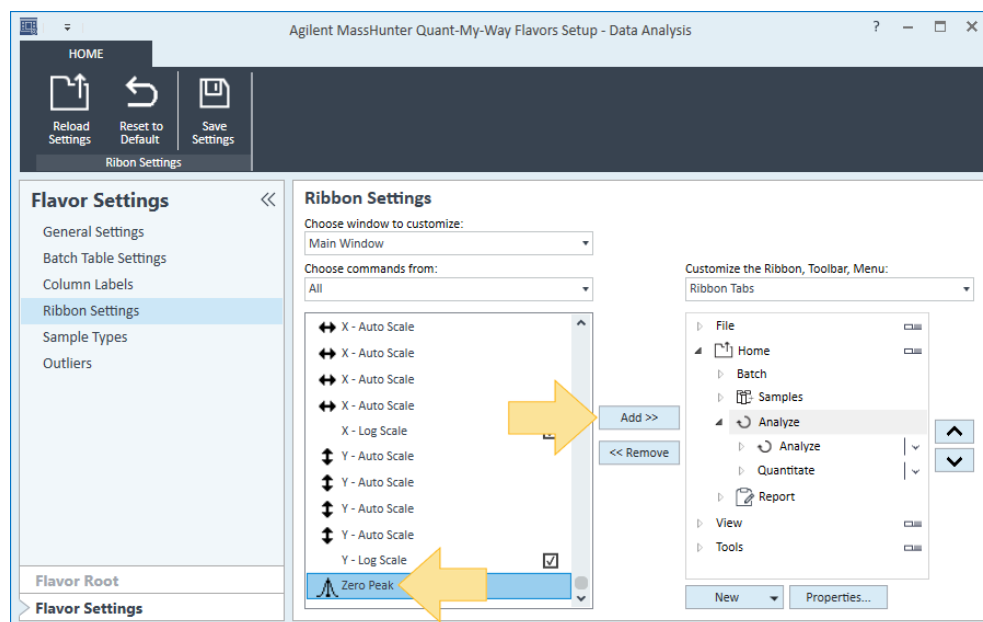 Agilent MassHunter Quant-My-Way Flavors Setup - Data Analysis
HOME
Reload Settings
Reset to Default
Save Settings
Ribon Settings
Flavor Settings
General Settings
Batch Table Settings
Column Labels
Ribbon Settings
Sample Types
Outliers
Flavor Root
Flavor Settings
Ribbon Settings
Choose window to customize:
Main Window
Choose commands from:
All
X - Auto Scale
X - Auto Scale
X - Auto Scale
X - Auto Scale
X - Log Scale
Y - Auto Scale
Y - Auto Scale
Y - Auto Scale
Y - Auto Scale
Y - Log Scale
Zero Peak
Add >>
<< Remove
Customize the Ribbon, Toolbar, Menu:
Ribbon Tabs
File
Home
Batch
Samples
Analyze
Analyze
Quantitate
Report
View
Tools
New
Properties...